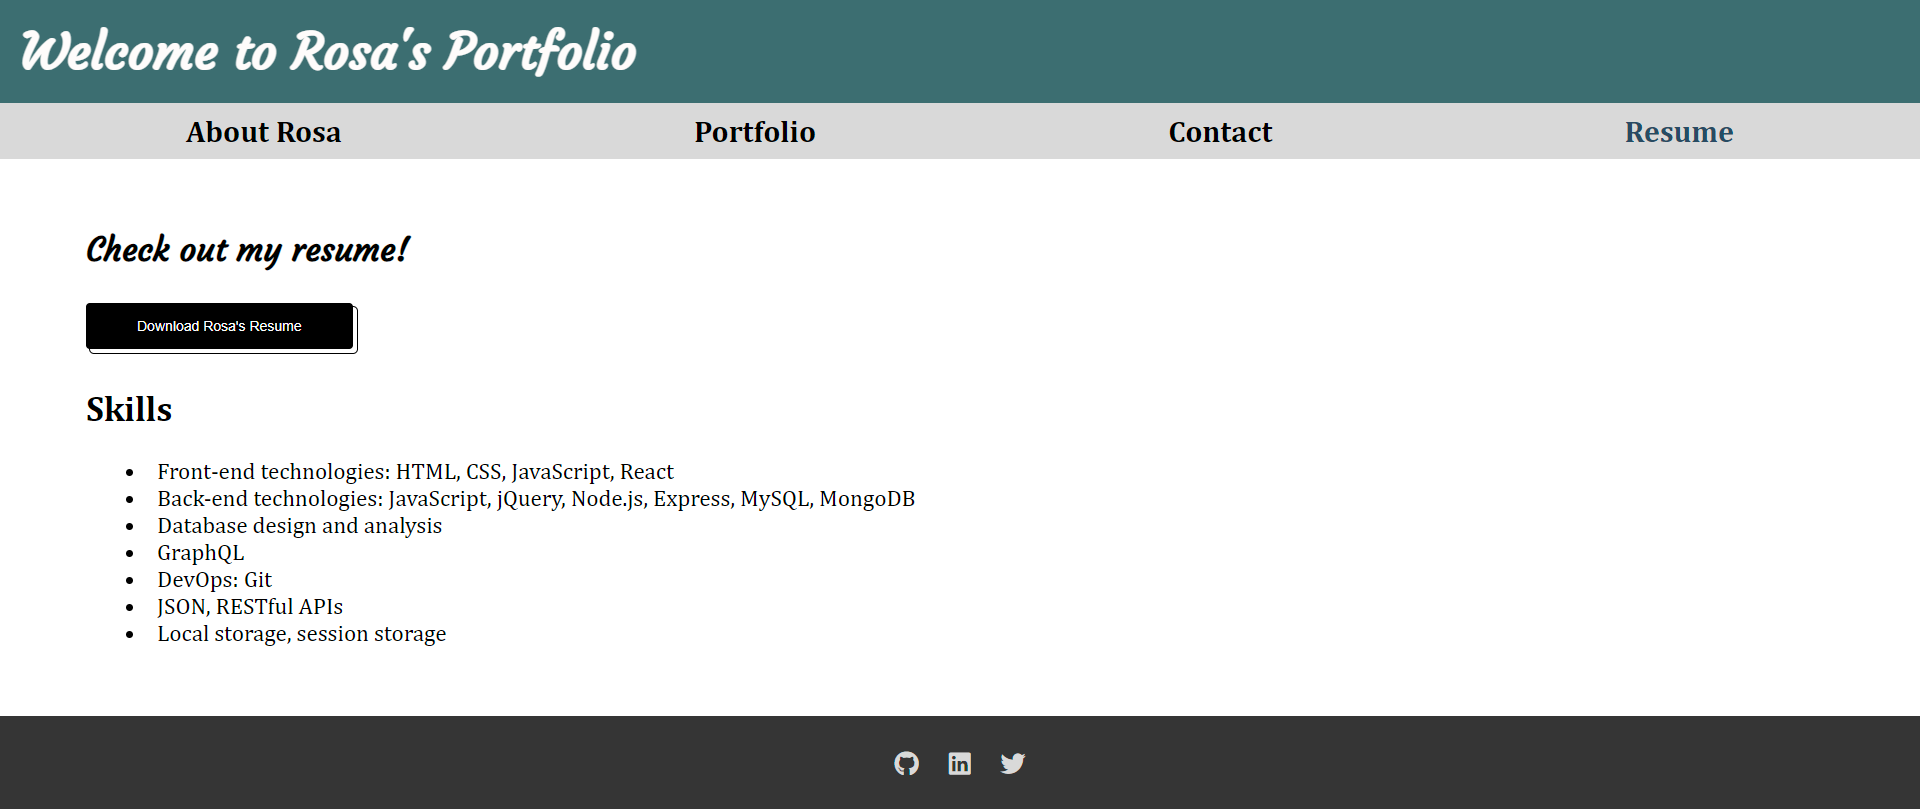 Welcome to Rosa's Portfolio
About Rosa Portfolio Contact Resume
Check out my resume!
Download Rosa's Resume
Skills
• Front-end technologies: HTML, CSS, JavaScript, React
• Back-end technologies: JavaScript, jQuery, Node.js, Express, MySQL, MongoDB
• Database design and analysis
• GraphQL
• DevOps: Git
• JSON, RESTful APIs
• Local storage, session storage
in